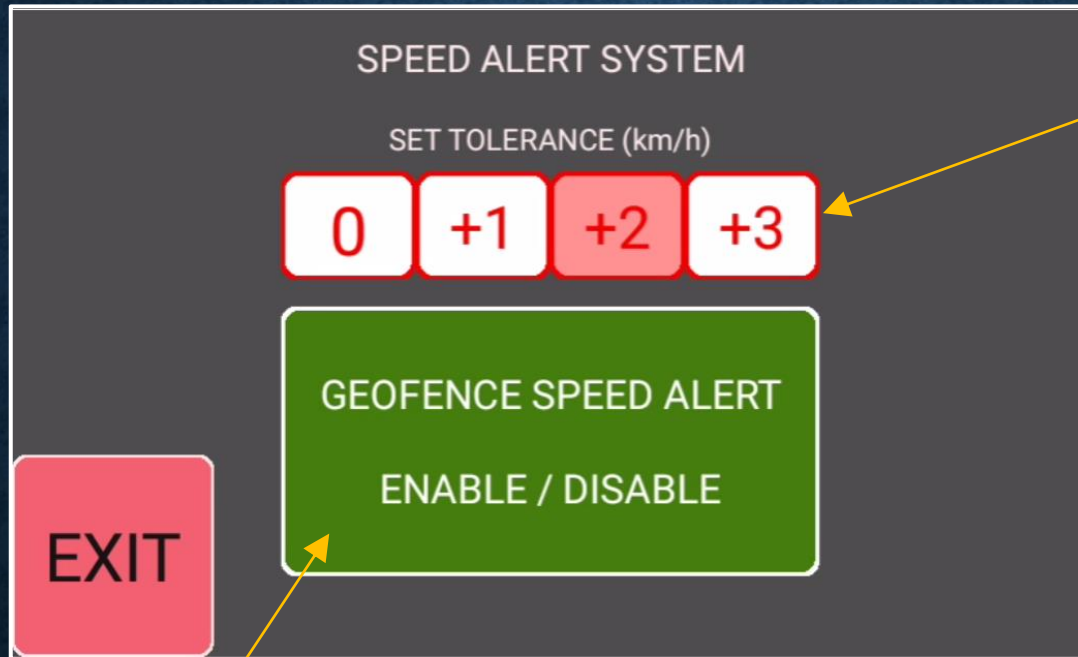 SPEED ALERT SYSTEM
SET TOLERANCE (km/h)
0 +1 +2 +3
GEOFENCE SPEED ALERT
ENABLE / DISABLE
EXIT